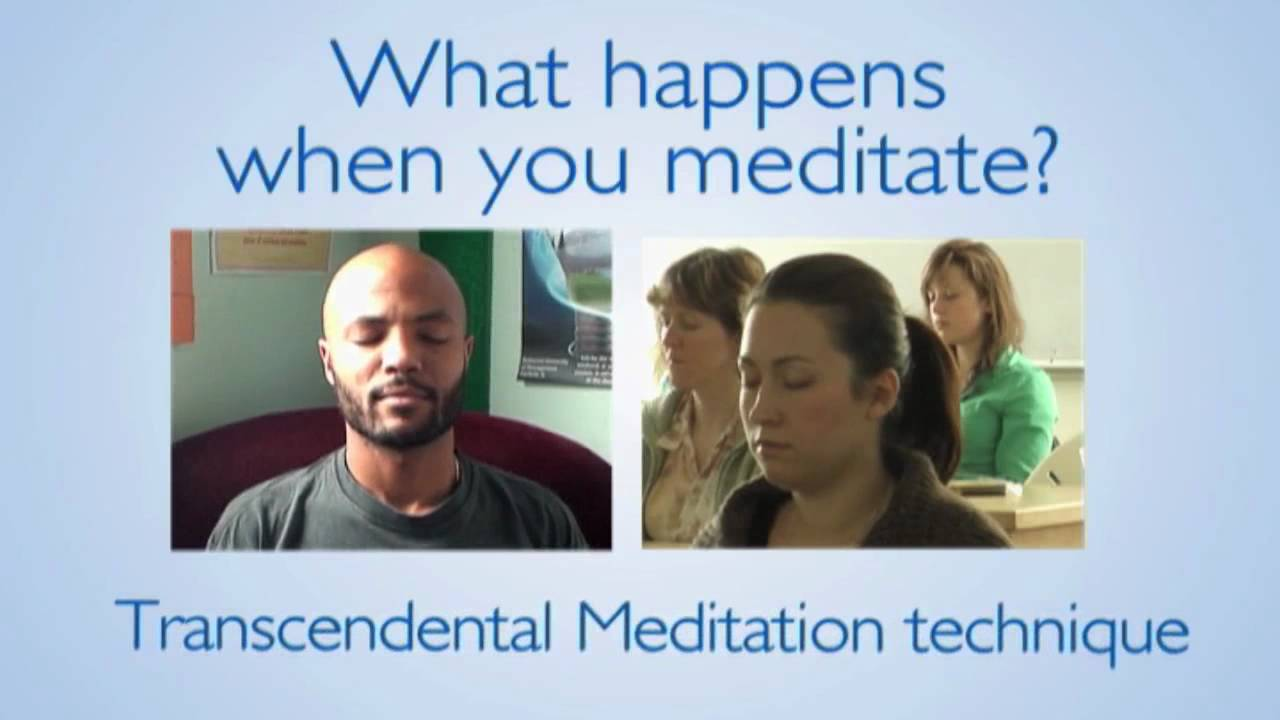 What happens
when you meditate?
Transcendental Meditation technique